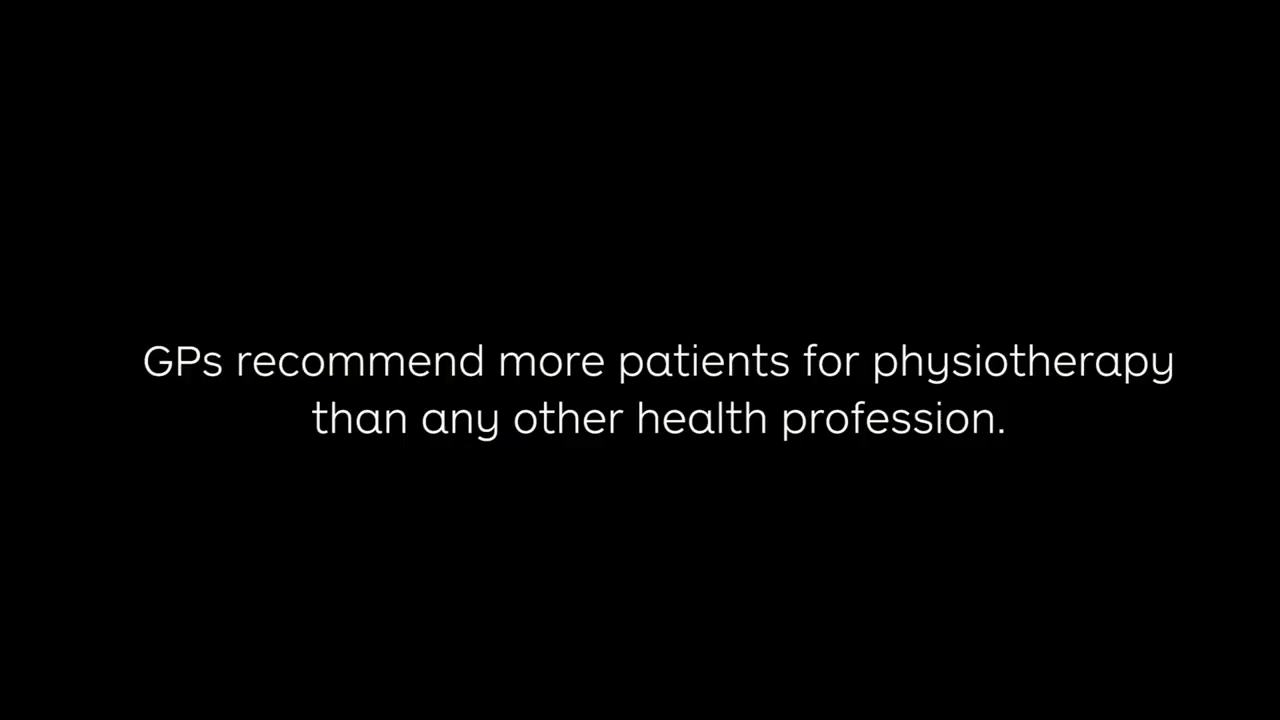 GPs recommend more patients for physiotherapy
than any other health profession.